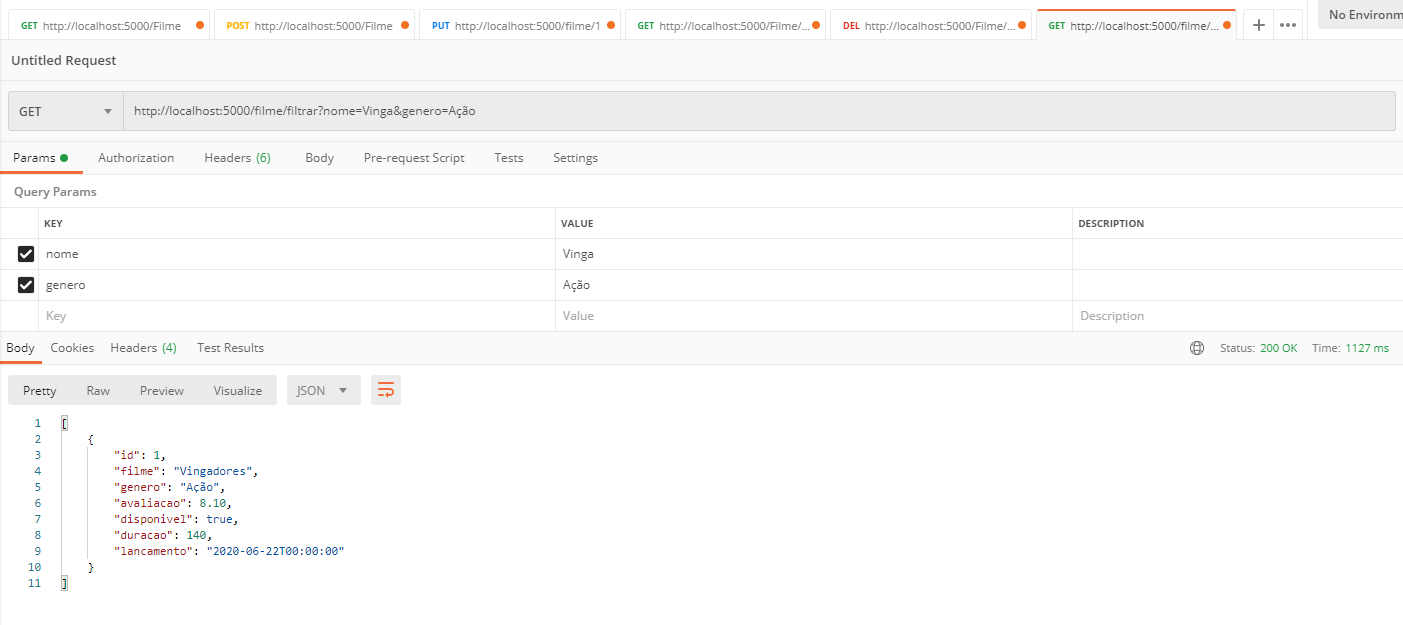 GET http://localhost:5000/Filme POST http://localhost:5000/Filme PUT http://localhost:5000/filme/1 GET http://localhost:5000/Filme/... DEL http://localhost:5000/Filme/... GET http://localhost:5000/filme/... + ••• No Environm
Untitled Request
GET http://localhost:5000/filme/filtrar?nome=Vinga&genero=Ação
Params Authorization Headers (6) Body Pre-request Script Tests Settings
Query Params
KEY VALUE DESCRIPTION
nome Vinga
genero Ação
Key Value Description
Body Cookies Headers (4) Test Results Status: 200 OK Time: 1127 ms
Pretty Raw Preview Visualize JSON
1 [
2 {
3 "id": 1,
4 "filme": "Vingadores",
5 "genero": "Ação",
6 "avaliacao": 8.10,
7 "disponivel": true,
8 "duracao": 140,
9 "lancamento": "2020-06-22T00:00:00"
10 }
11 ]